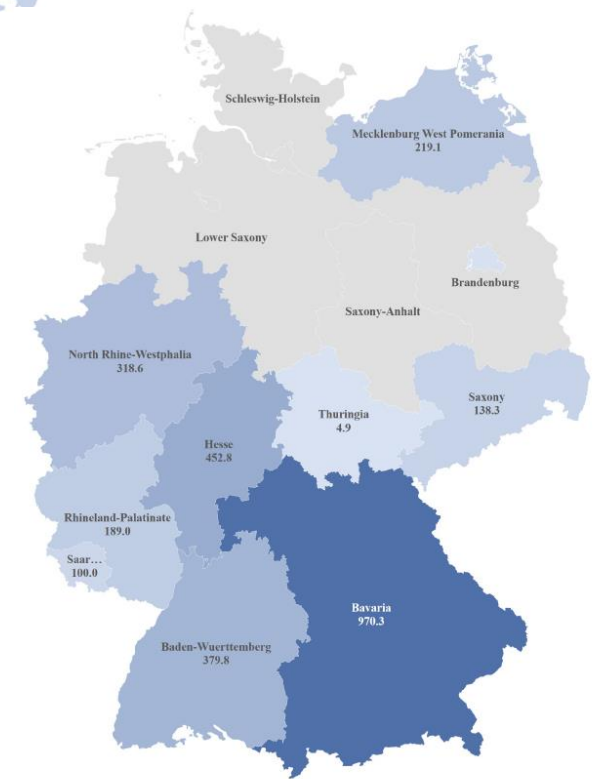 Schleswig-Holstein
Mecklenburg West Pomerania
219.1
Lower Saxony
Brandenburg
Saxony-Anhalt
North Rhine-Westphalia
318.6
Saxony
138.3
Thuringia
4.9
Hesse
452.8
Rhineland-Palatinate
189.0
Saar…
100.0
Bavaria
970.3
Baden-Wuerttemberg
379.8